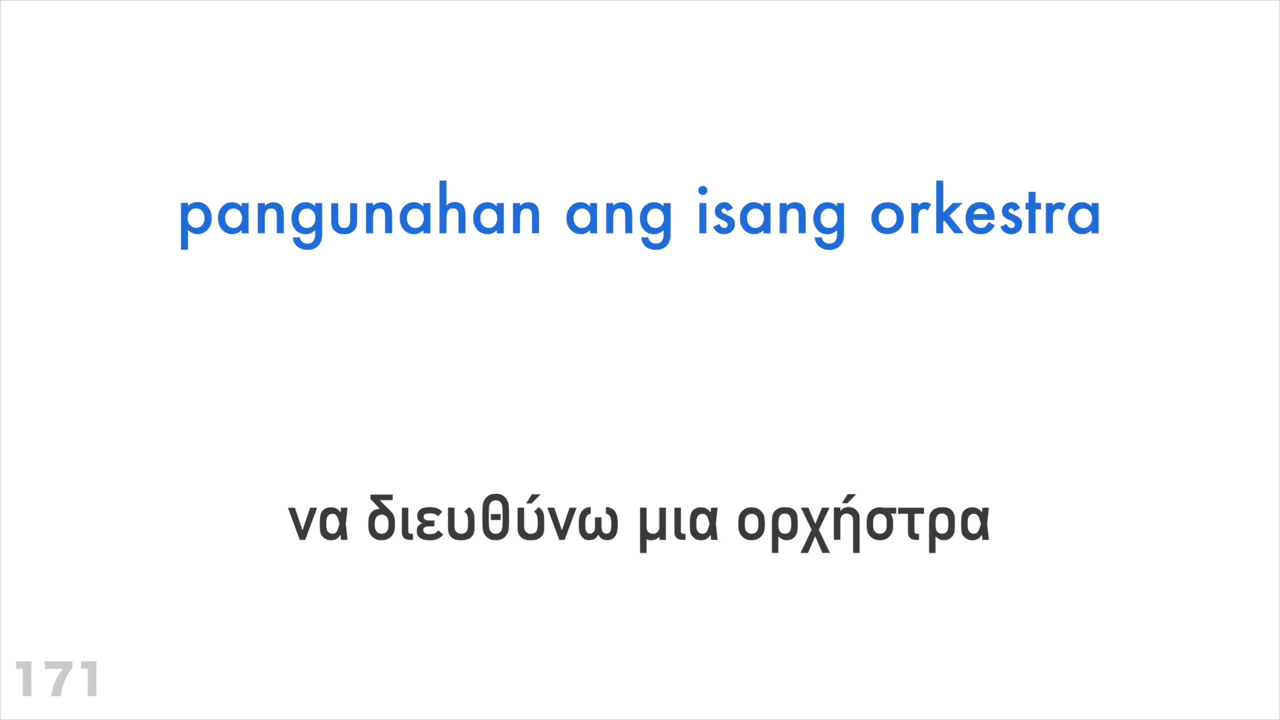 pangunahan ang isang orkestra
να διευθύνω μια ορχήστρα
171